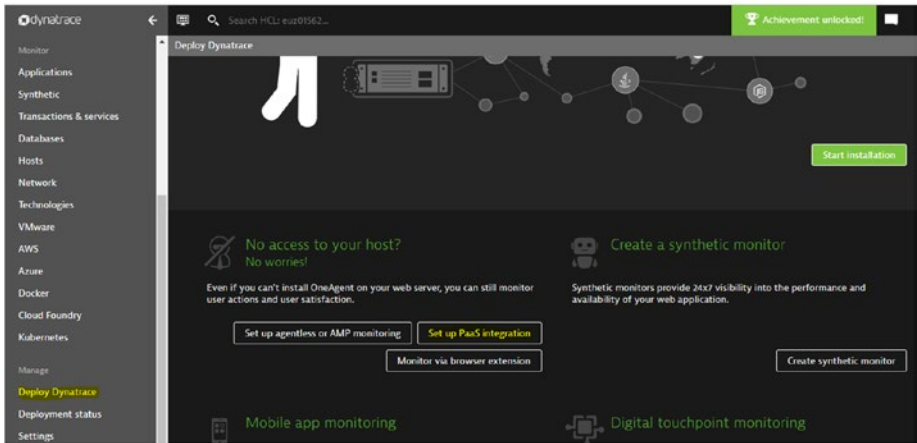 dynatrace
Search HCL: euz01562...
Achievement unlocked!
Deploy Dynatrace
Monitor
Applications
Synthetic
Transactions & services
Databases
Hosts
Network
Technologies
VMware
AWS
Azure
Docker
Cloud Foundry
Kubernetes
Manage
Deploy Dynatrace
Deployment status
Settings
Start installation
No access to your host?
No worries!
Even if you can't install OneAgent on your web server, you can still monitor
user actions and user satisfaction.
Set up agentless or AMP monitoring
Set up PaaS integration
Monitor via browser extension
Create a synthetic monitor
Synthetic monitors provide 24x7 visibility into the performance and
availability of your web application.
Create synthetic monitor
Mobile app monitoring
Digital touchpoint monitoring